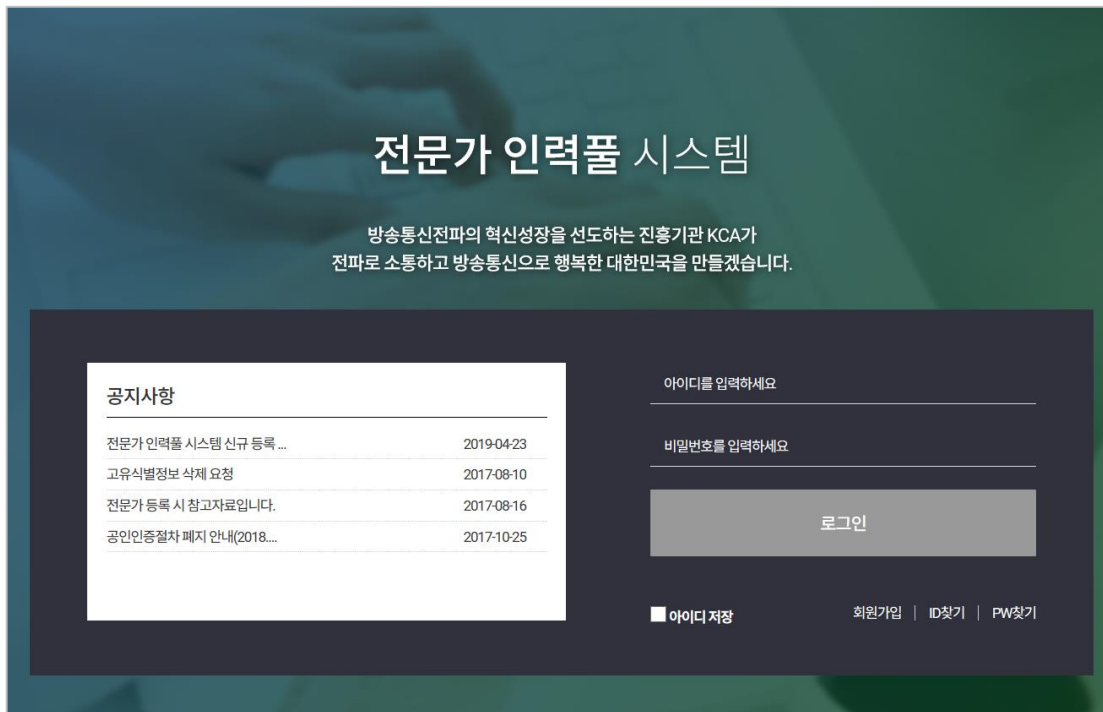 전문가 인력풀 시스템
방송통신전파의 혁신성장을 선도하는 진흥기관 KCA가
전파로 소통하고 방송통신으로 행복한 대한민국을 만들겠습니다.
공지사항
전문가 인력풀 시스템 신규 등록 ... 2019-04-23
고유식별정보 삭제 요청 2017-08-10
전문가 등록 시 참고자료입니다. 2017-08-16
공인인증절차 폐지 안내(2018.... 2017-10-25
아이디를 입력하세요
비밀번호를 입력하세요
로그인
아이디 저장 회원가입 | ID찾기 | PW찾기